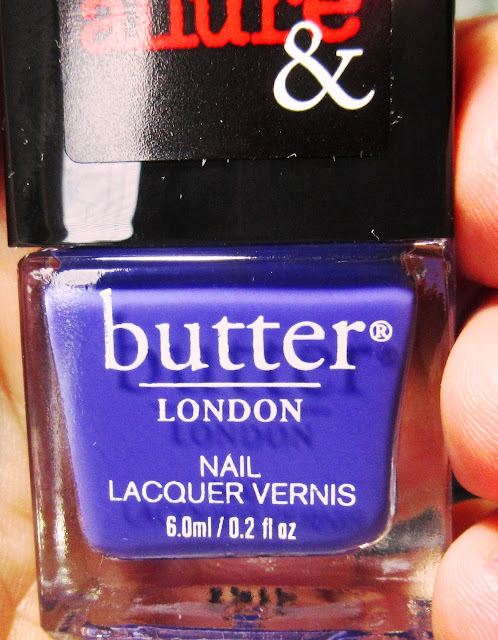 allure
&
butter®
LONDON
NAIL
LACQUER VERNIS
6.0ml / 0.2 fl oz